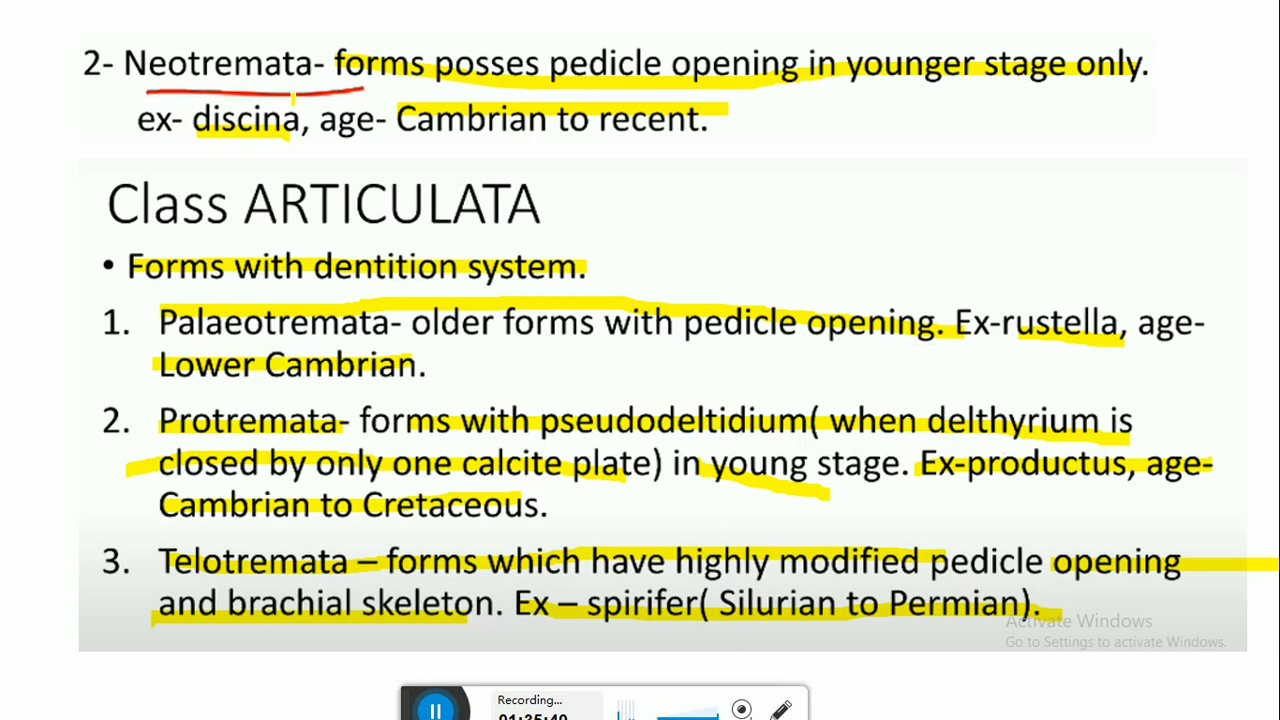 2- Neotremata- forms posses pedicle opening in younger stage only.
ex- discina, age- Cambrian to recent.
Class ARTICULATA
• Forms with dentition system.
1. Palaeotremata- older forms with pedicle opening. Ex-rustella, age-
Lower Cambrian.
2. Protremata- forms with pseudodeltidium( when delthyrium is
closed by only one calcite plate) in young stage. Ex-productus, age-
Cambrian to Cretaceous.
3. Telotremata – forms which have highly modified pedicle opening
and brachial skeleton. Ex – spirifer( Silurian to Permian).
Activate Windows
Go to Settings to activate Windows.
Recording...
01:35:40